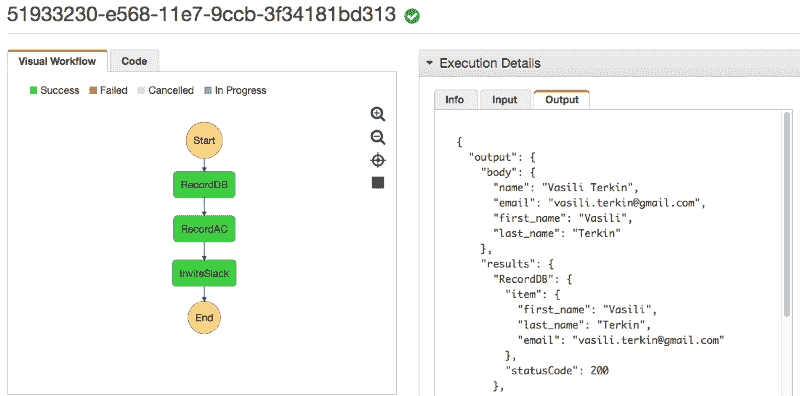 51933230-e568-11e7-9ccb-3f34181bd313
Visual Workflow
Code
Success
Failed
Cancelled
In Progress
Start
RecordDB
RecordAC
InviteSlack
End
Execution Details
Info
Input
Output
{
"output": {
"body": {
"name": "Vasili Terkin",
"email": "vasili.terkin@gmail.com",
"first_name": "Vasili",
"last_name": "Terkin"
},
"results": {
"RecordDB": {
"item": {
"first_name": "Vasili",
"last_name": "Terkin",
"email": "vasili.terkin@gmail.com"
},
"statusCode": 200
},